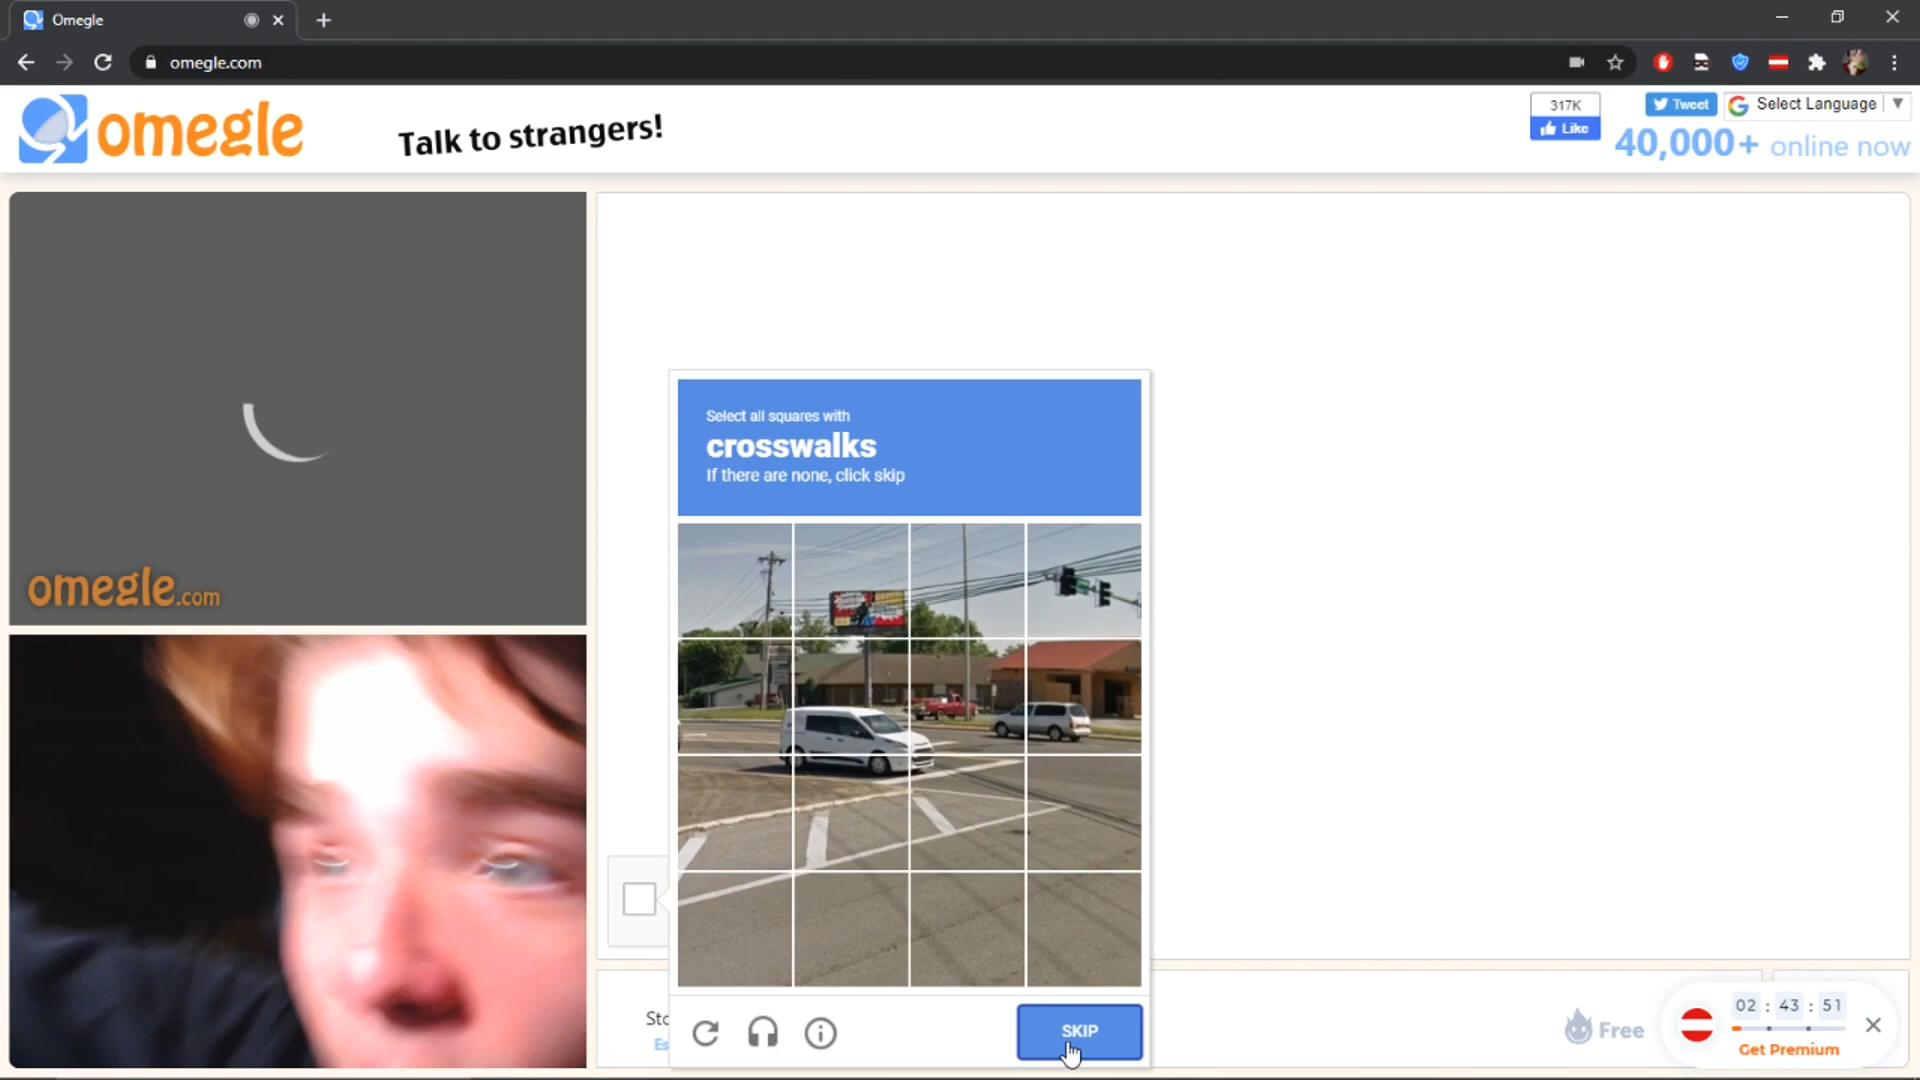 Omegle
omegle.com
omegle
Talk to strangers!
317K
Like
Tweet
Select Language
40,000+ online now
omegle.com
Select all squares with
crosswalks
If there are none, click skip
SKIP
Free
02 : 43 : 51
Get Premium